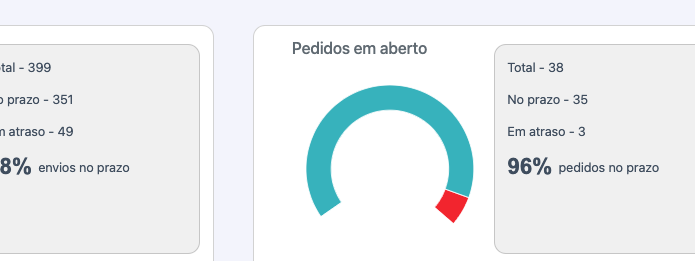 tal - 399
prazo - 351
atraso - 49
8% envios no prazo
Pedidos em aberto
Total - 38
No prazo - 35
Em atraso - 3
96% pedidos no prazo